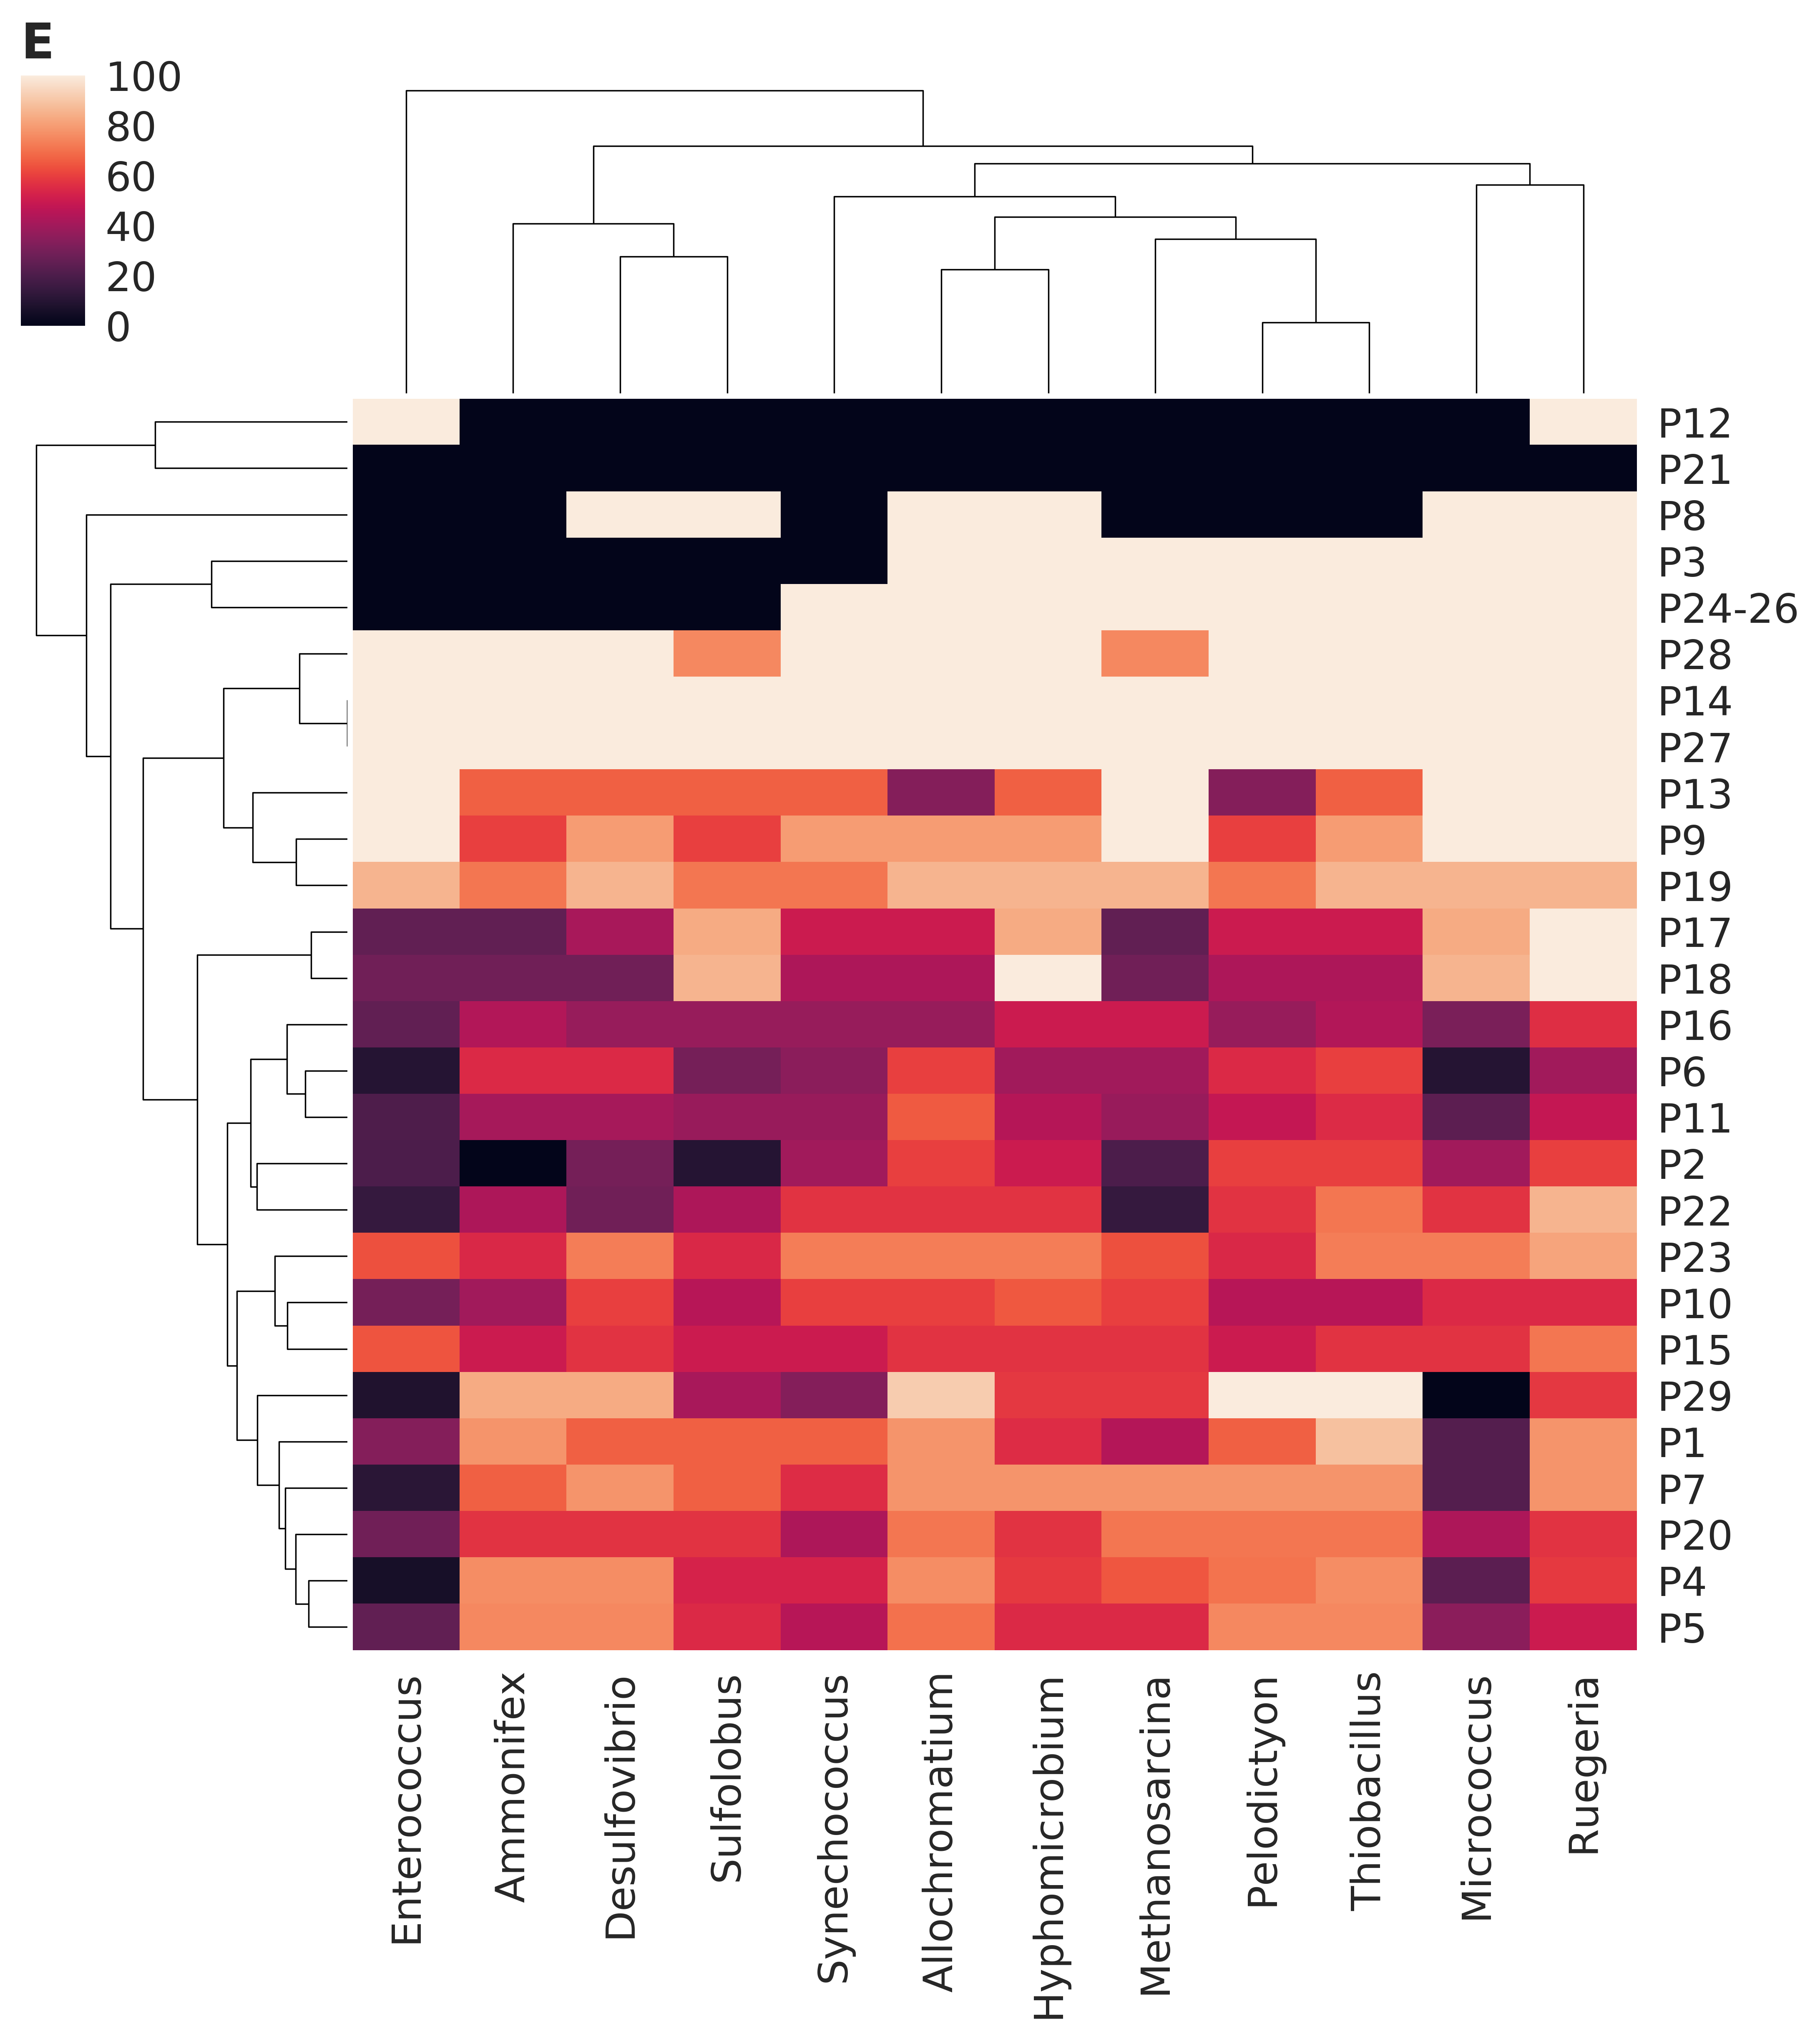 E
100
80
60
40
20
0
P12
P21
P8
P3
P24-26
P28
P14
P27
P13
P9
P19
P17
P18
P16
P6
P11
P2
P22
P23
P10
P15
P29
P1
P7
P20
P4
P5
Enterococcus
Ammonifex
Desulfovibrio
Sulfolobus
Synechococcus
Allochromatium
Hyphomicrobium
Methanosarcina
Pelodictyon
Thiobacillus
Micrococcus
Ruegeria